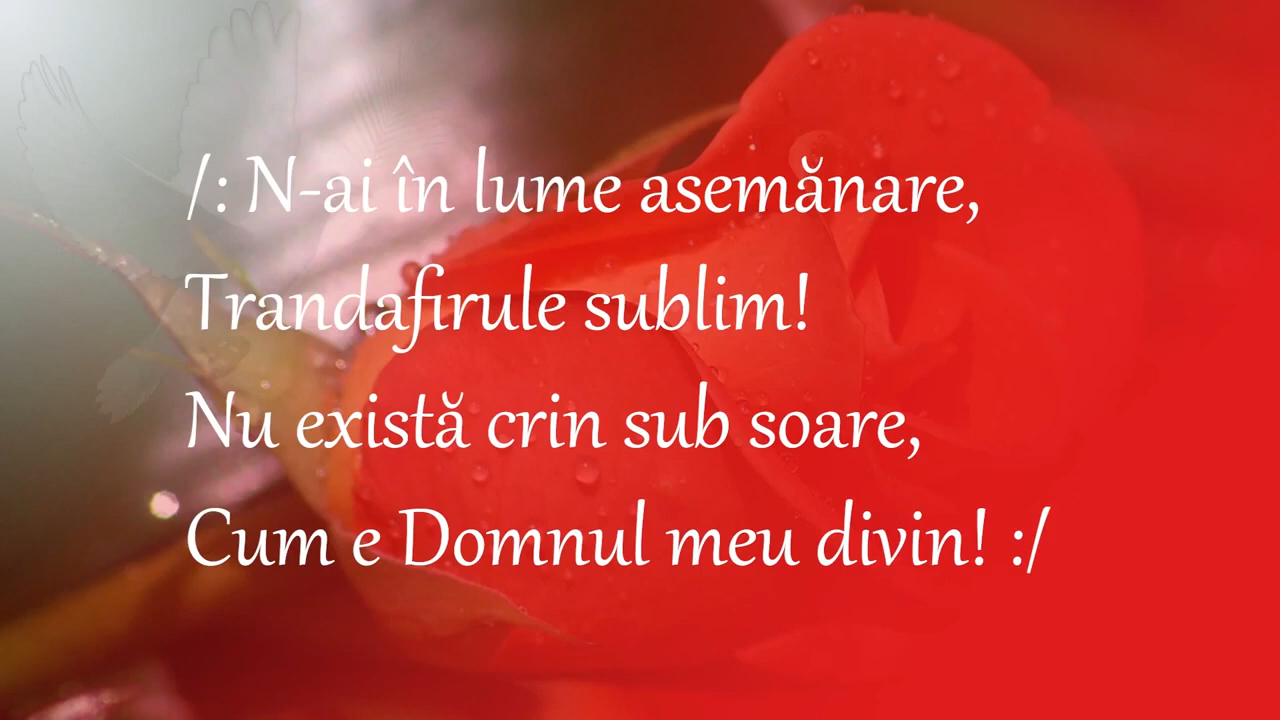 /: N-ai în lume asemănare,
Trandafirule sublim!
Nu există crin sub soare,
Cum e Domnul meu divin! :/